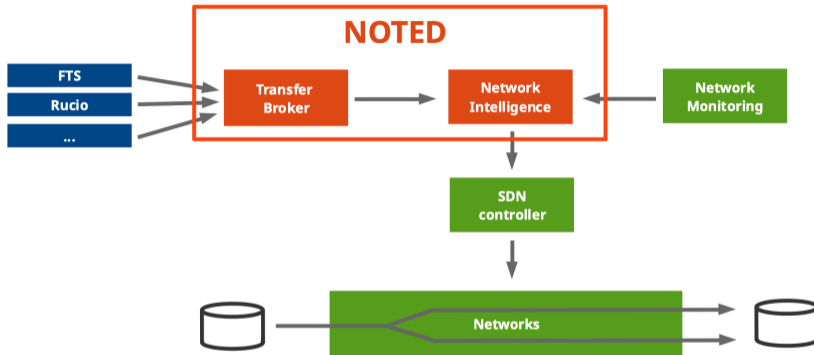 NOTED
FTS
Rucio
...
Transfer
Broker
Network
Intelligence
Network
Monitoring
SDN
controller
Networks